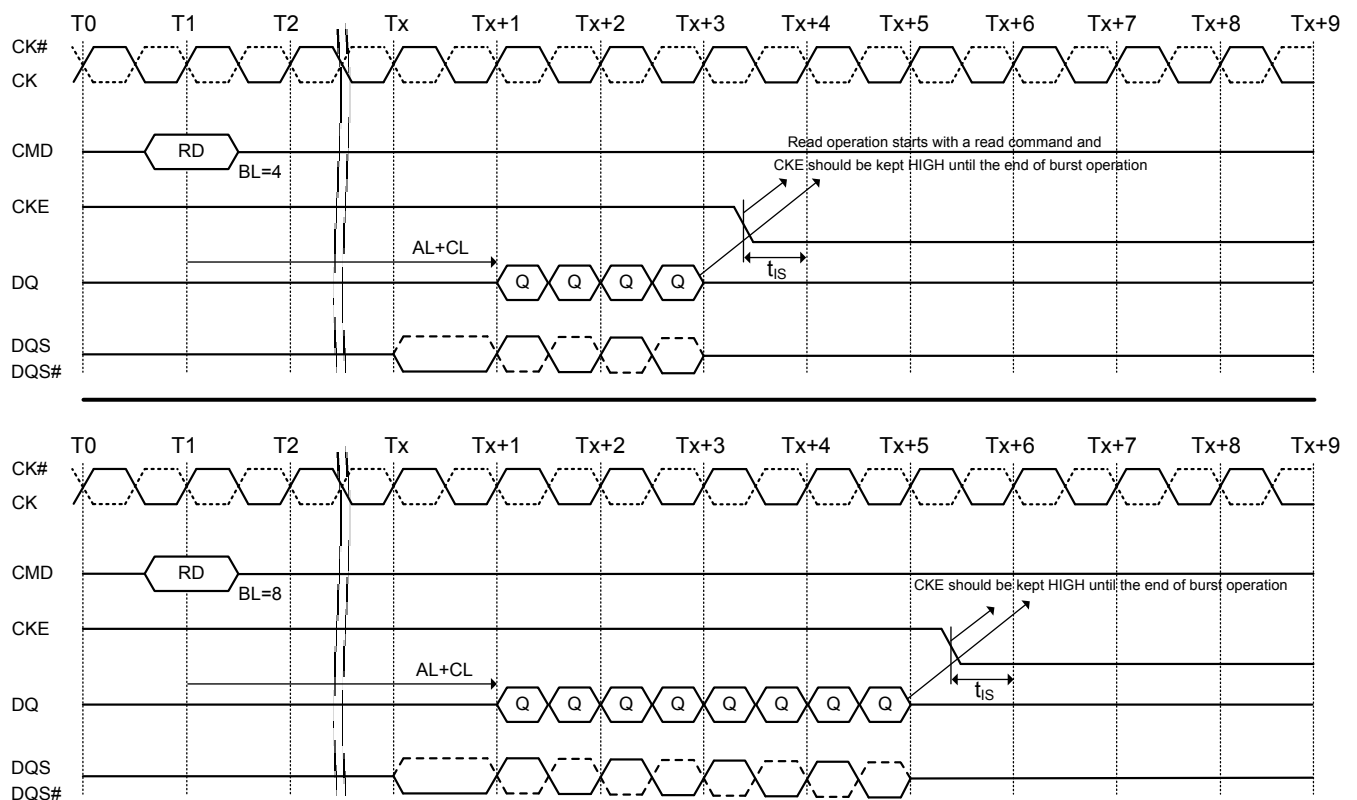 T0 T1 T2 Tx Tx+1 Tx+2 Tx+3 Tx+4 Tx+5 Tx+6 Tx+7 Tx+8 Tx+9
CK#
CK
Read operation starts with a read command and
CMD RD
CKE should be kept HIGH until the end of burst operation
BL=4
CKE
AL+CL
tIS
DQ Q Q Q Q
DQS
DQS#
T0 T1 T2 Tx Tx+1 Tx+2 Tx+3 Tx+4 Tx+5 Tx+6 Tx+7 Tx+8 Tx+9
CK#
CK
CMD RD
CKE should be kept HIGH until the end of burst operation
BL=8
CKE
AL+CL
tIS
DQ Q Q Q Q Q Q Q Q
DQS
DQS#